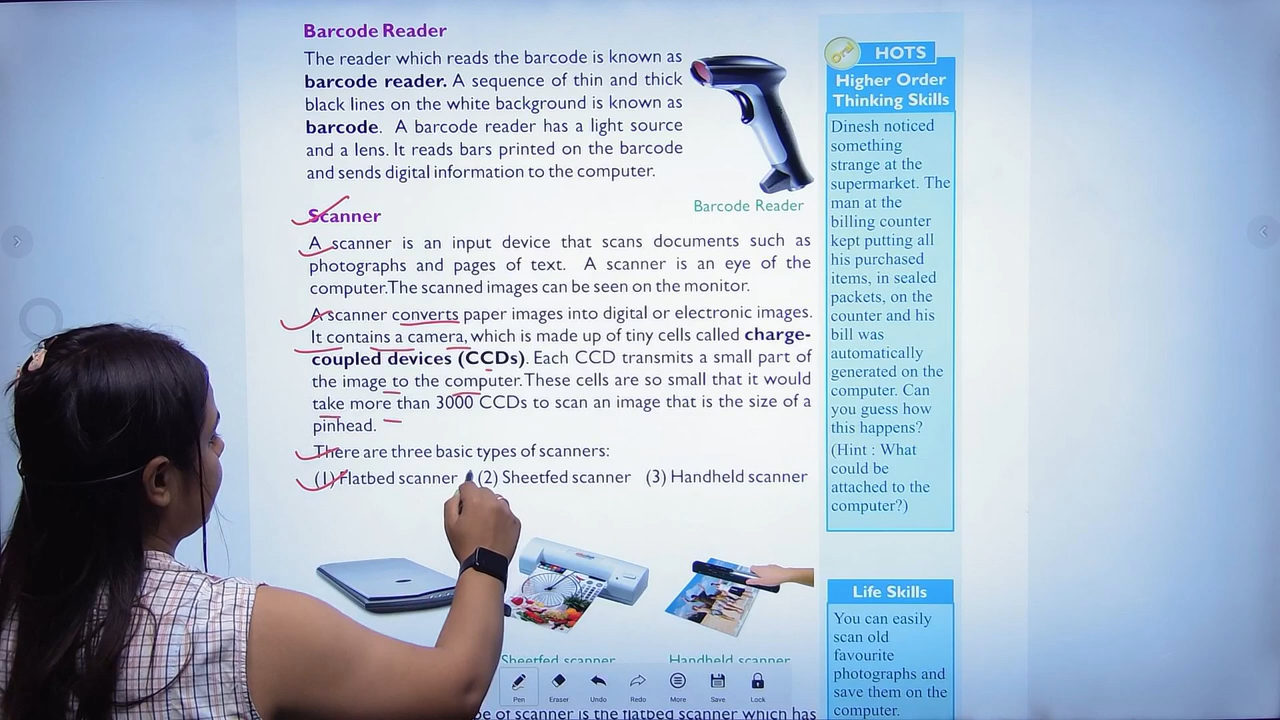 Barcode Reader
The reader which reads the barcode is known as
barcode reader. A sequence of thin and thick
black lines on the white background is known as
barcode. A barcode reader has a light source
and a lens. It reads bars printed on the barcode
and sends digital information to the computer.
Barcode Reader
Scanner
A scanner is an input device that scans documents such as
photographs and pages of text. A scanner is an eye of the
computer.The scanned images can be seen on the monitor.
A scanner converts paper images into digital or electronic images.
It contains a camera, which is made up of tiny cells called charge-
coupled devices (CCDs). Each CCD transmits a small part of
the image to the computer.These cells are so small that it would
take more than 3000 CCDs to scan an image that is the size of a
pinhead.
There are three basic types of scanners:
(1) Flatbed scanner (2) Sheetfed scanner (3) Handheld scanner
Sheetfed scanner Handheld scanner
Pen Eraser Undo Redo More Save Lock
of scanner is the flatbed scanner which has
HOTS
Higher Order
Thinking Skills
Dinesh noticed
something
strange at the
supermarket. The
man at the
billing counter
kept putting all
his purchased
items, in sealed
packets, on the
counter and his
bill was
automatically
generated on the
computer. Can
you guess how
this happens?
(Hint : What
could be
attached to the
computer?)
Life Skills
You can easily
scan old
favourite
photographs and
save them on the
computer.